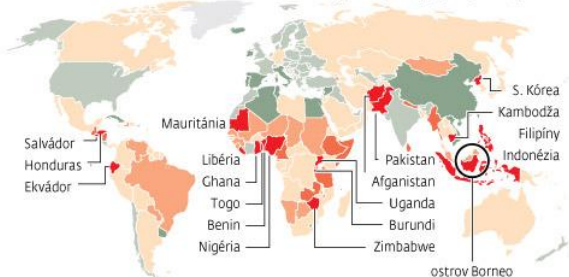 Salvádor
Honduras
Ekvádor
Mauritánia
Libéria
Ghana
Togo
Benin
Nigéria
Pakistan
Afganistan
Uganda
Burundi
Zimbabwe
S. Kórea
Kambodža
Filipíny
Indonézia
ostrov Borneo